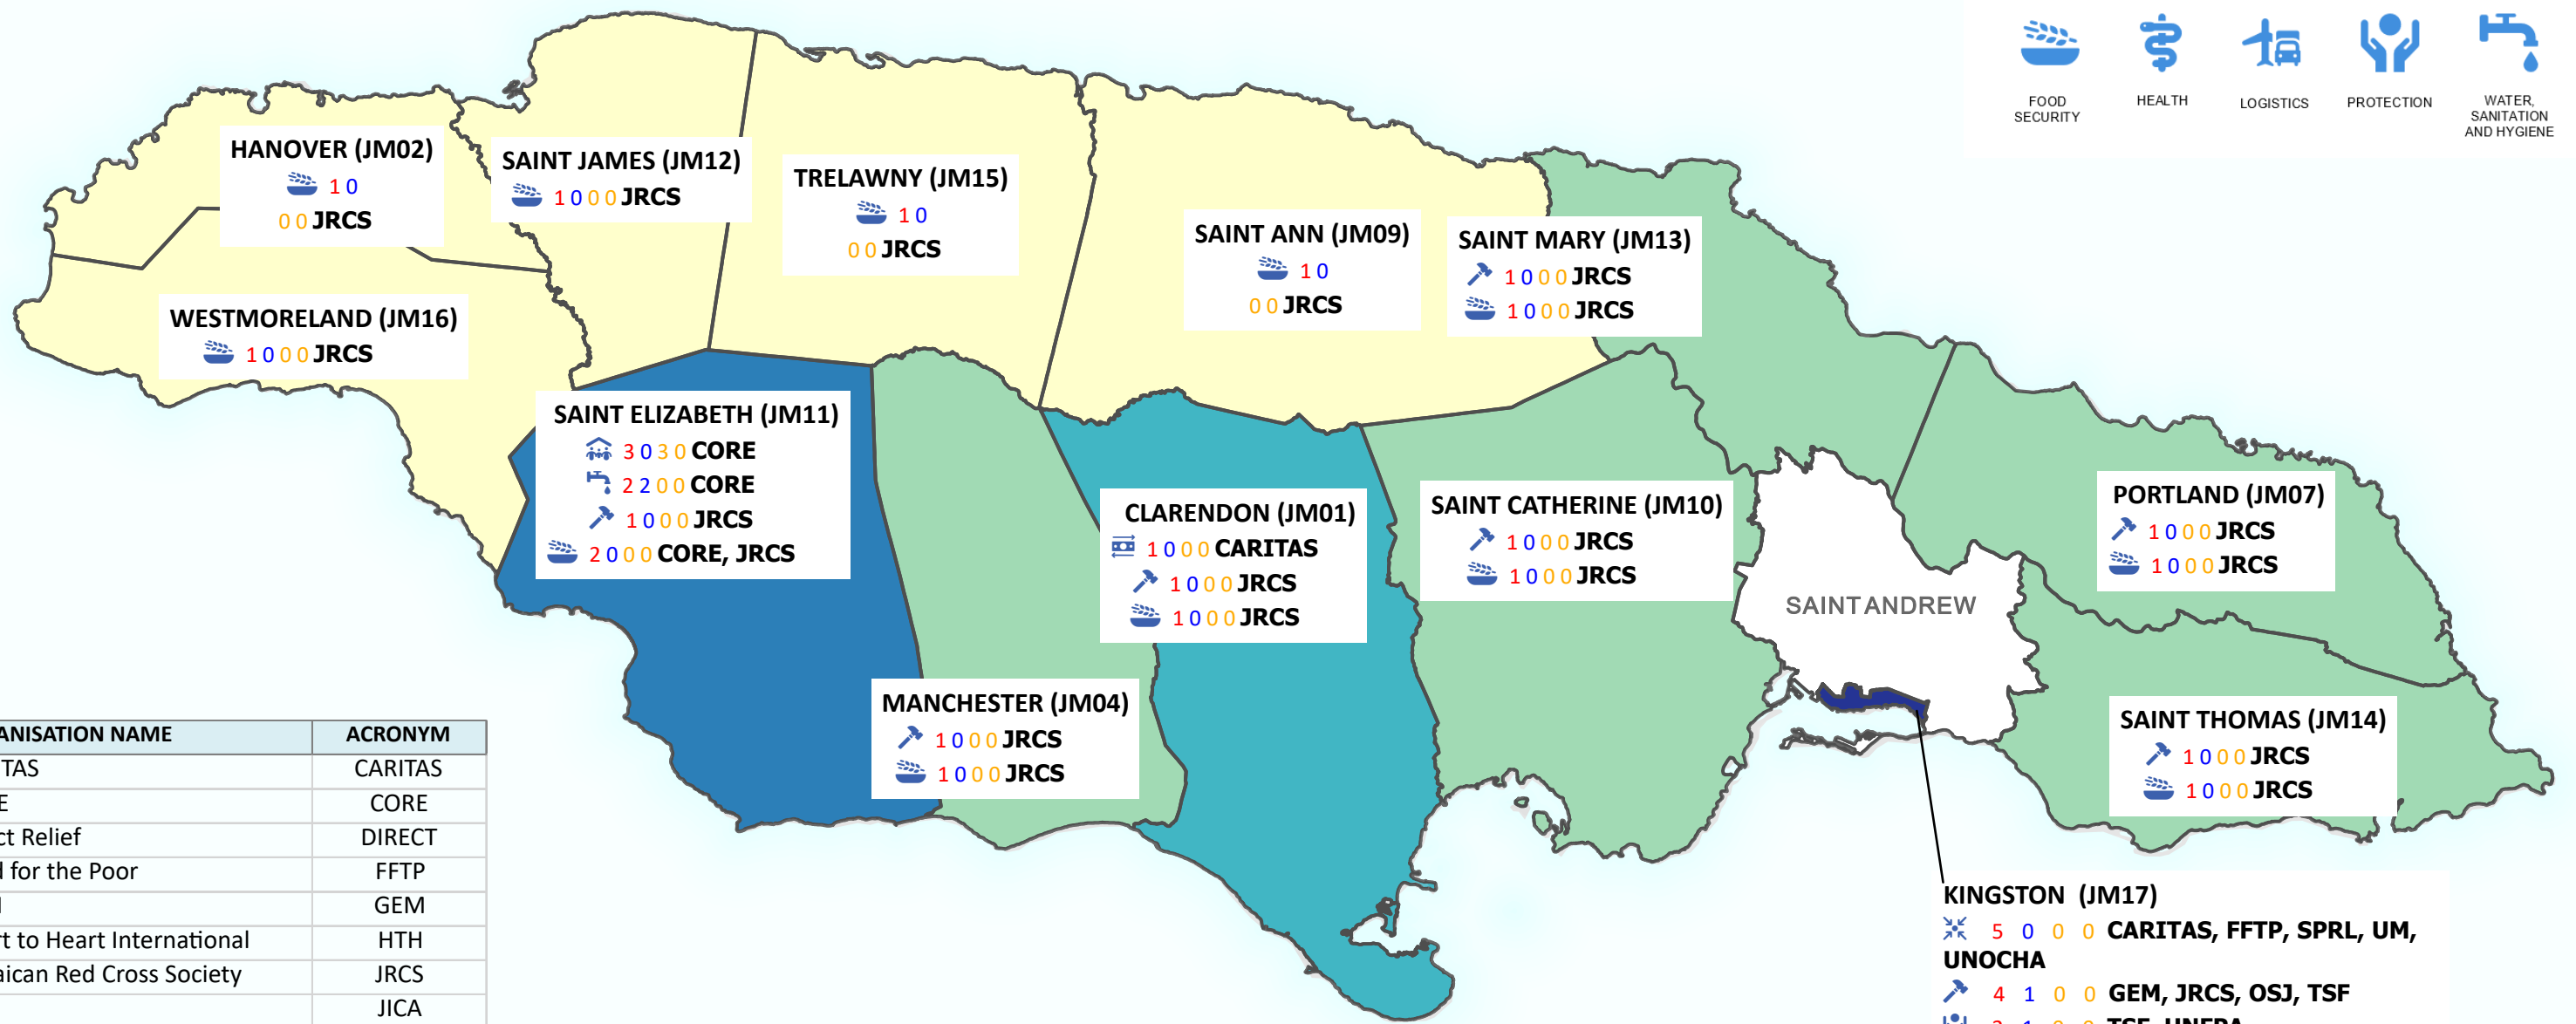 FOOD
SECURITY
HEALTH
LOGISTICS
PROTECTION
WATER,
SANITATION
AND HYGIENE
HANOVER (JM02)
1 0
0 0 JRCS
SAINT JAMES (JM12)
1 0 0 0 JRCS
TRELAWNY (JM15)
1 0
0 0 JRCS
SAINT ANN (JM09)
1 0
0 0 JRCS
SAINT MARY (JM13)
1 0 0 0 JRCS
1 0 0 0 JRCS
WESTMORELAND (JM16)
1 0 0 0 JRCS
SAINT ELIZABETH (JM11)
3 0 3 0 CORE
2 2 0 0 CORE
1 0 0 0 JRCS
2 0 0 0 CORE, JRCS
CLARENDON (JM01)
1 0 0 0 CARITAS
1 0 0 0 JRCS
1 0 0 0 JRCS
SAINT CATHERINE (JM10)
1 0 0 0 JRCS
1 0 0 0 JRCS
PORTLAND (JM07)
1 0 0 0 JRCS
1 0 0 0 JRCS
SAINT ANDREW
MANCHESTER (JM04)
1 0 0 0 JRCS
1 0 0 0 JRCS
SAINT THOMAS (JM14)
1 0 0 0 JRCS
1 0 0 0 JRCS
KINGSTON (JM17)
5 0 0 0 CARITAS, FFTP, SPRL, UM,
UNOCHA
4 1 0 0 GEM, JRCS, OSJ, TSF
TSF, UNFPA
ANISATION NAME ACRONYM
TAS CARITAS
E CORE
ct Relief DIRECT
d for the Poor FFTP
GEM
rt to Heart International HTH
aican Red Cross Society JRCS
JICA